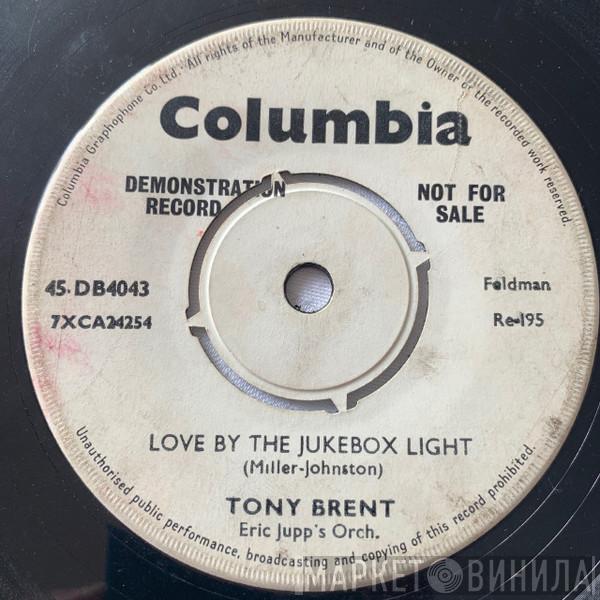 Columbia Graphophone Co. Ltd. All rights of the Manufacturer and of the Owner of the recorded work reserved.
Columbia
DEMONSTRATION RECORD
NOT FOR SALE
45-DB4043
7XCA24254
Feldman
Re-195
LOVE BY THE JUKEBOX LIGHT
(Miller-Johnston)
TONY BRENT
Eric Jupp's Orch.
Unauthorised public performance, broadcasting and copying of this record prohibited.
МАРКЕТ ВИНИЛА